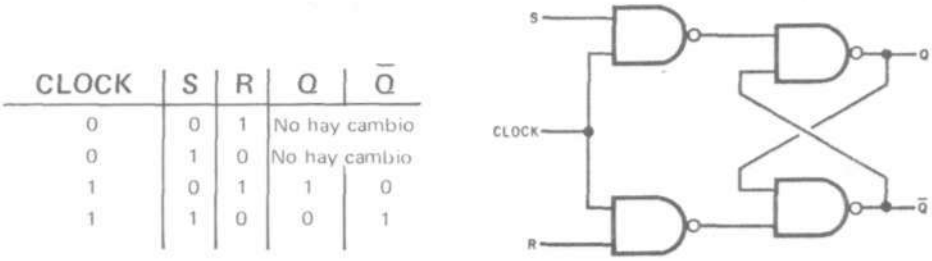 CLOCK S R Q Q̅
0 0 1 No hay cambio
0 1 0 No hay cambio
1 0 1 1 0
1 1 0 0 1
S
Q
CLOCK
Q̅
R